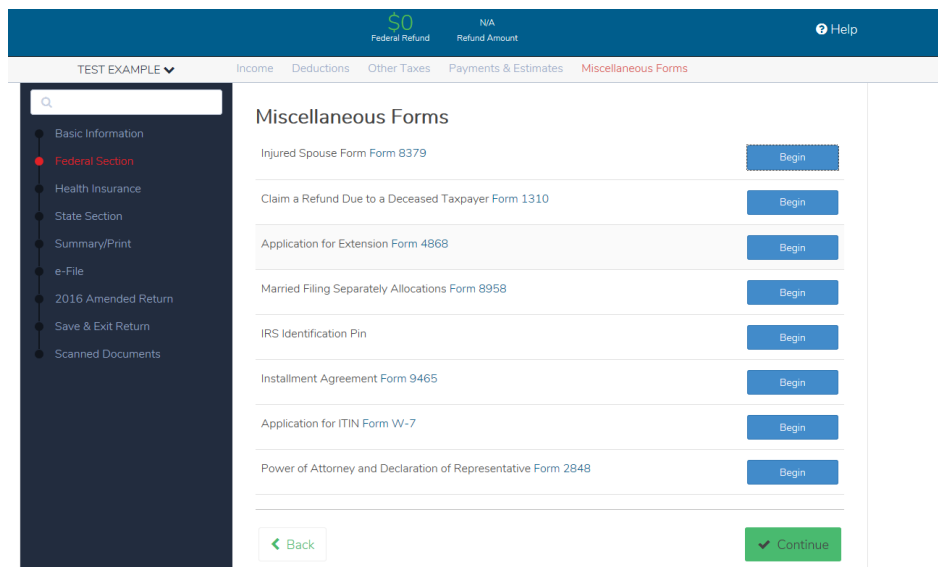 $0
Federal Refund
N/A
Refund Amount
Help
TEST EXAMPLE
Income Deductions Other Taxes Payments & Estimates Miscellaneous Forms
Basic Information
Federal Section
Health Insurance
State Section
Summary/Print
e-File
2016 Amended Return
Save & Exit Return
Scanned Documents
Miscellaneous Forms
Injured Spouse Form Form 8379 Begin
Claim a Refund Due to a Deceased Taxpayer Form 1310 Begin
Application for Extension Form 4868 Begin
Married Filing Separately Allocations Form 8958 Begin
IRS Identification Pin Begin
Installment Agreement Form 9465 Begin
Application for ITIN Form W-7 Begin
Power of Attorney and Declaration of Representative Form 2848 Begin
Back Continue